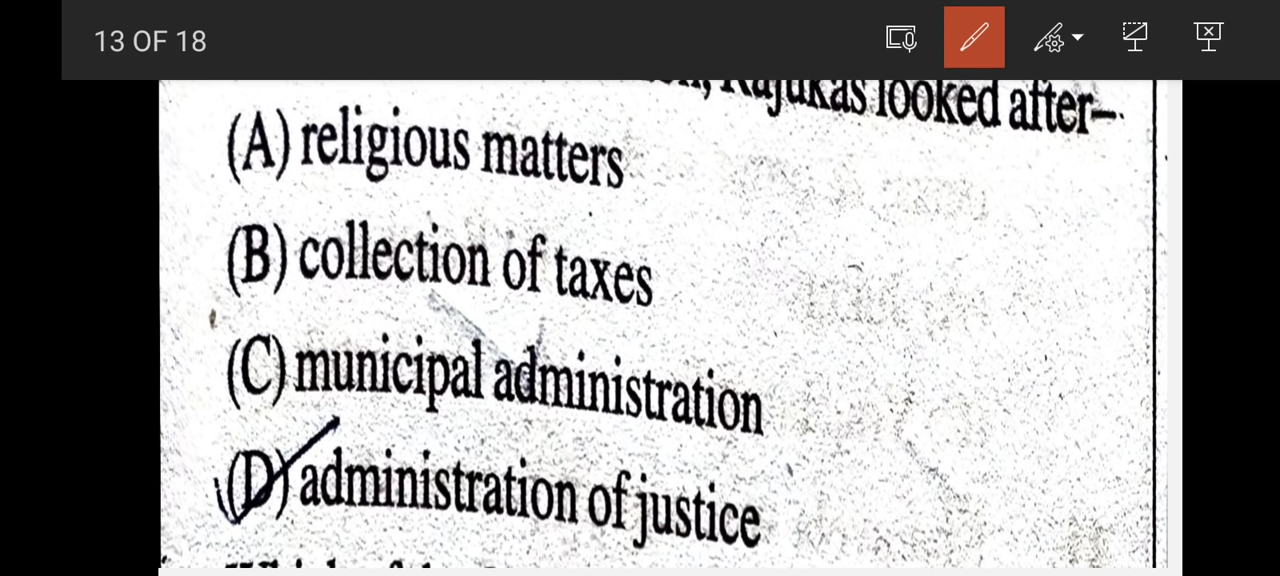 13 OF 18
Rajukas looked after–
(A) religious matters
(B) collection of taxes
(C) municipal administration
(D) administration of justice